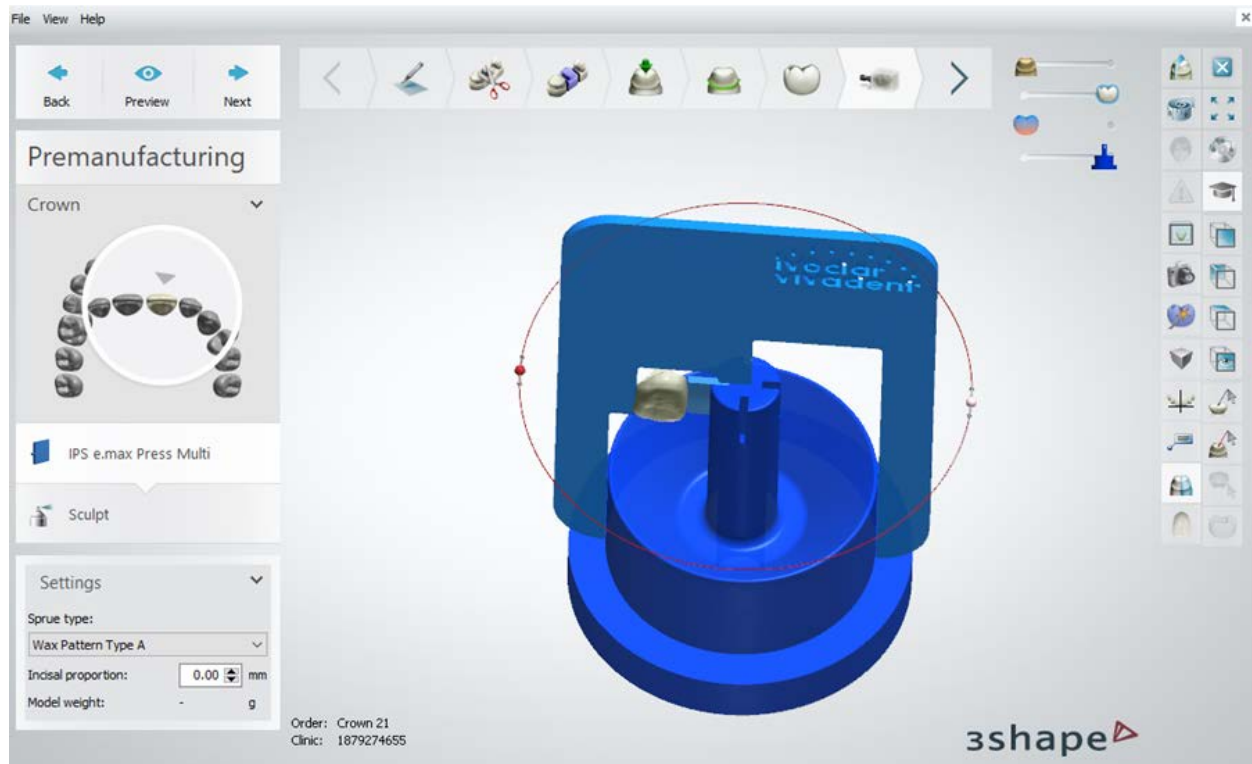 File View Help
Back Preview Next
Premanufacturing
Crown
IPS e.max Press Multi
Sculpt
Settings
Sprue type:
Wax Pattern Type A
Incisal proportion: 0.00 mm
Model weight: - g
ivoclar
vivadent
Order: Crown 21
Clinic: 1879274655
3shape